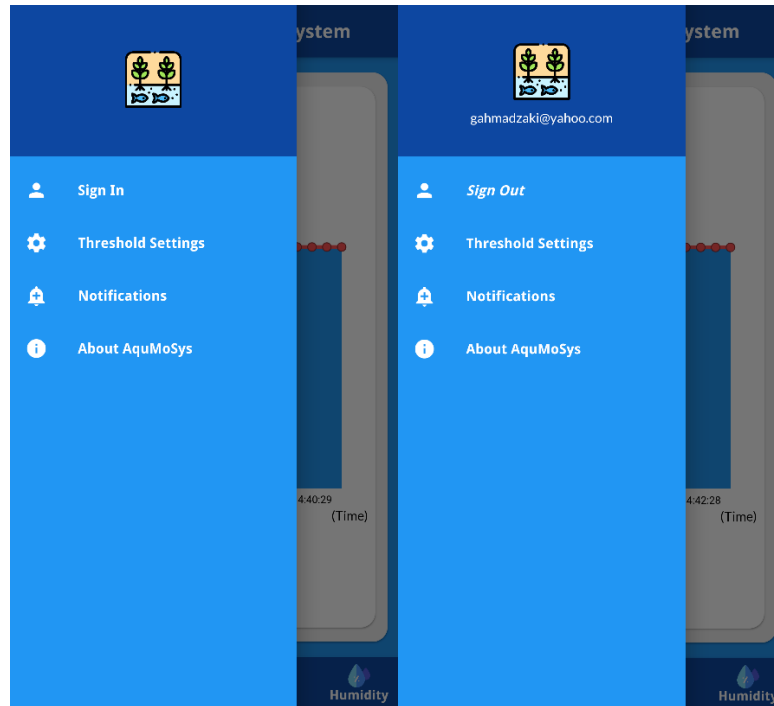 ystem
Sign In
Threshold Settings
Notifications
About AquMoSys
4:40:29
(Time)
Humidity
ystem
gahmadzaki@yahoo.com
Sign Out
Threshold Settings
Notifications
About AquMoSys
4:42:28
(Time)
Humidity